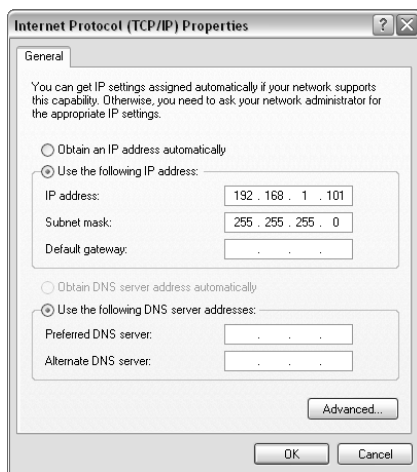 Internet Protocol (TCP/IP) Properties
General
You can get IP settings assigned automatically if your network supports
this capability. Otherwise, you need to ask your network administrator for
the appropriate IP settings.
Obtain an IP address automatically
Use the following IP address:
IP address: 192 . 168 . 1 . 101
Subnet mask: 255 . 255 . 255 . 0
Default gateway: . . .
Obtain DNS server address automatically
Use the following DNS server addresses:
Preferred DNS server: . . .
Alternate DNS server: . . .
Advanced...
OK Cancel